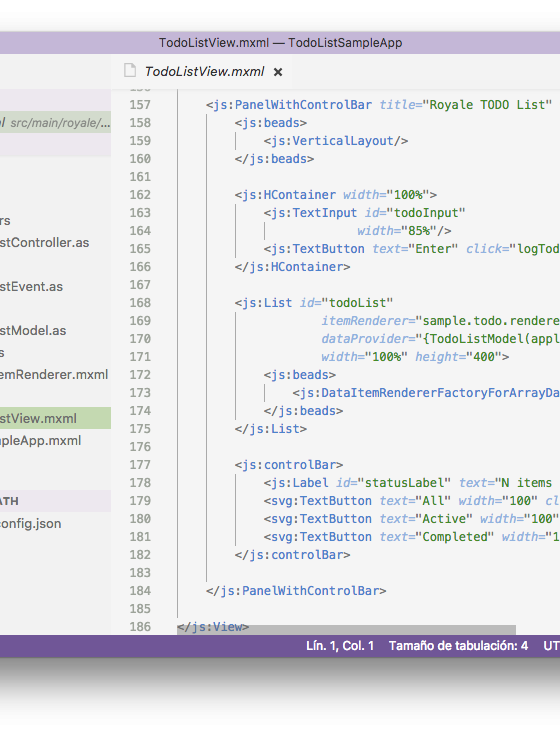 TodoListView.mxml — TodoListSampleApp
TodoListView.mxml ×
src/main/royale/...
rs
stController.as
stEvent.as
stModel.as
s
emRenderer.mxml
stView.mxml
pleApp.mxml
ATH
config.json
157 <js:PanelWithControlBar title="Royale TODO List"
158 <js:beads>
159 <js:VerticalLayout/>
160 </js:beads>
161
162 <js:HContainer width="100%">
163 <js:TextInput id="todoInput"
164 width="85%"/>
165 <js:TextButton text="Enter" click="logTod
166 </js:HContainer>
167
168 <js:List id="todoList"
169 itemRenderer="sample.todo.rendere
170 dataProvider="{TodoListModel(appl
171 width="100%" height="400">
172 <js:beads>
173 <js:DataItemRendererFactoryForArrayDa
174 </js:beads>
175 </js:List>
176
177 <js:controlBar>
178 <js:Label id="statusLabel" text="N items
179 <svg:TextButton text="All" width="100" cl
180 <svg:TextButton text="Active" width="100"
181 <svg:TextButton text="Completed" width="1
182 </js:controlBar>
183
184 </js:PanelWithControlBar>
185
186 </js:View>
Lín. 1, Col. 1 Tamaño de tabulación: 4 UT